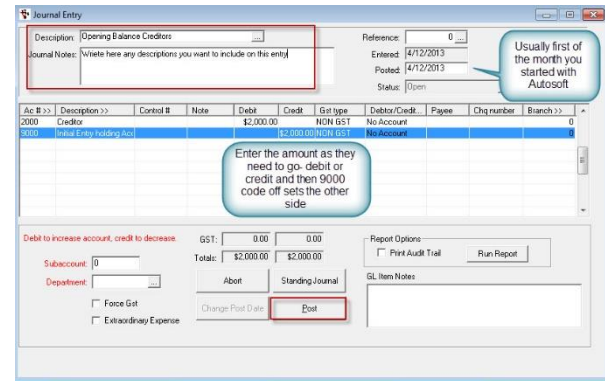 Journal Entry
Description: Opening Balance Creditors ...
Reference: 0 ...
Journal Notes: Wriete here any descriptions you want to include on this entry
Entered: 4/12/2013
Posted: 4/12/2013
Status: Open
Usually first of
the month you
started with
Autosoft
Ac # >> Description >> Control # Note Debit Credit Gst type Debtor/Credit... Payee Chq number Branch >>
2000 Creditor $2,000.00 NON GST No Account 0
9000 Initial Entry holding Acc $2,000.00 NON GST No Account 0
Enter the amount as they
need to go- debit or
credit and then 9000
code off sets the other
side
Debit to increase account, credit to decrease.
GST: 0.00 0.00
Totals: $2,000.00 $2,000.00
Subaccount: 0
Department: ...
Force Gst
Extraordinary Expense
Abort
Standing Journal
Change Post Date
Post
Report Options
Print Audit Trail
Run Report
GL Item Notes